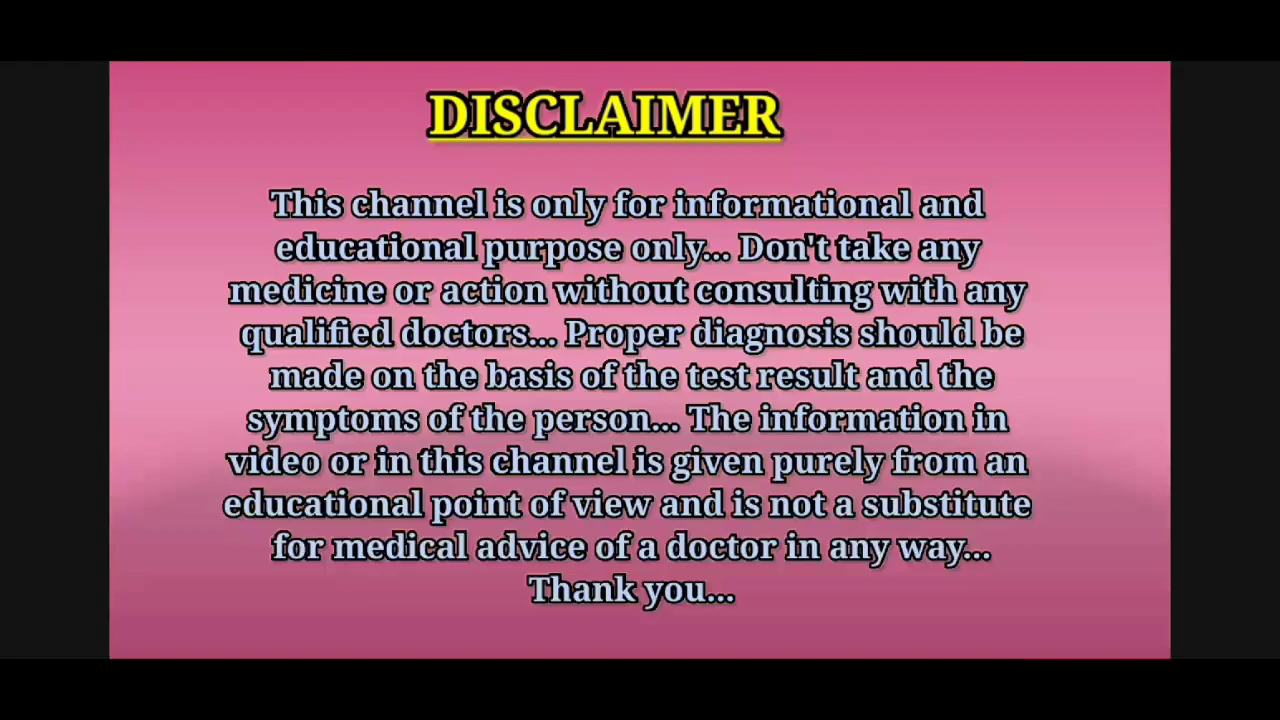 DISCLAIMER
This channel is only for informational and
educational purpose only... Don't take any
medicine or action without consulting with any
qualified doctors... Proper diagnosis should be
made on the basis of the test result and the
symptoms of the person... The information in
video or in this channel is given purely from an
educational point of view and is not a substitute
for medical advice of a doctor in any way...
Thank you...